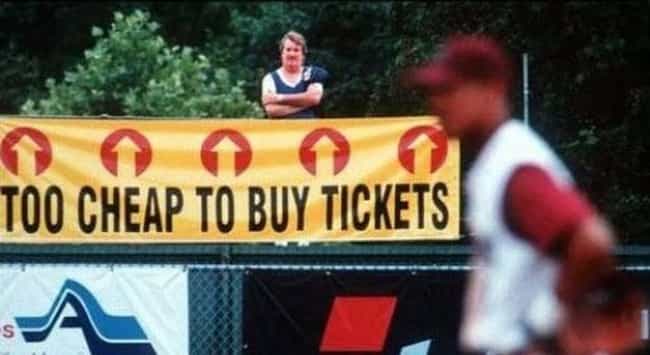 TOO CHEAP TO BUY TICKETS
s